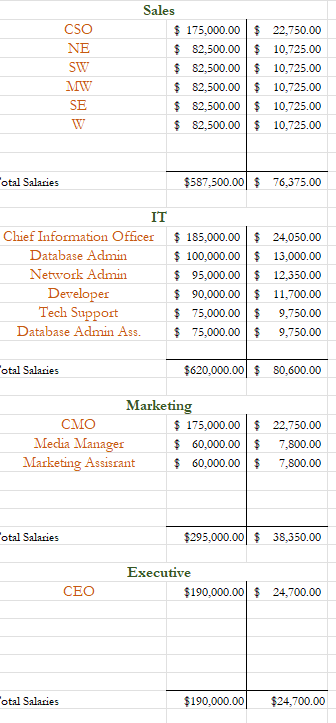 Sales
CSO $ 175,000.00 $ 22,750.00
NE $ 82,500.00 $ 10,725.00
SW $ 82,500.00 $ 10,725.00
MW $ 82,500.00 $ 10,725.00
SE $ 82,500.00 $ 10,725.00
W $ 82,500.00 $ 10,725.00
otal Salaries $587,500.00 $ 76,375.00
IT
Chief Information Officer $ 185,000.00 $ 24,050.00
Database Admin $ 100,000.00 $ 13,000.00
Network Admin $ 95,000.00 $ 12,350.00
Developer $ 90,000.00 $ 11,700.00
Tech Support $ 75,000.00 $ 9,750.00
Database Admin Ass. $ 75,000.00 $ 9,750.00
otal Salaries $620,000.00 $ 80,600.00
Marketing
CMO $ 175,000.00 $ 22,750.00
Media Manager $ 60,000.00 $ 7,800.00
Marketing Assisrant $ 60,000.00 $ 7,800.00
otal Salaries $295,000.00 $ 38,350.00
Executive
CEO $190,000.00 $ 24,700.00
otal Salaries $190,000.00 $24,700.00